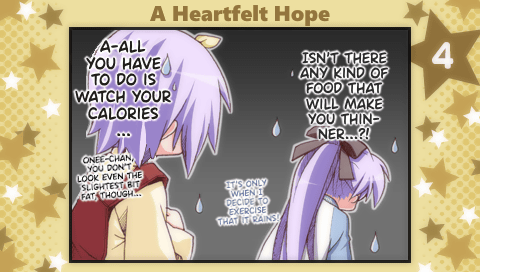 A Heartfelt Hope
4
A-ALL
YOU HAVE
TO DO IS
WATCH YOUR
CALORIES
...
ONEE-CHAN,
YOU DON'T
LOOK EVEN THE
SLIGHTEST BIT
FAT, THOUGH...
ISN'T THERE
ANY KIND OF
FOOD THAT
WILL MAKE
YOU THIN-
NER...?!
IT'S ONLY
WHEN I
DECIDE TO
EXERCISE
THAT IT RAINS!